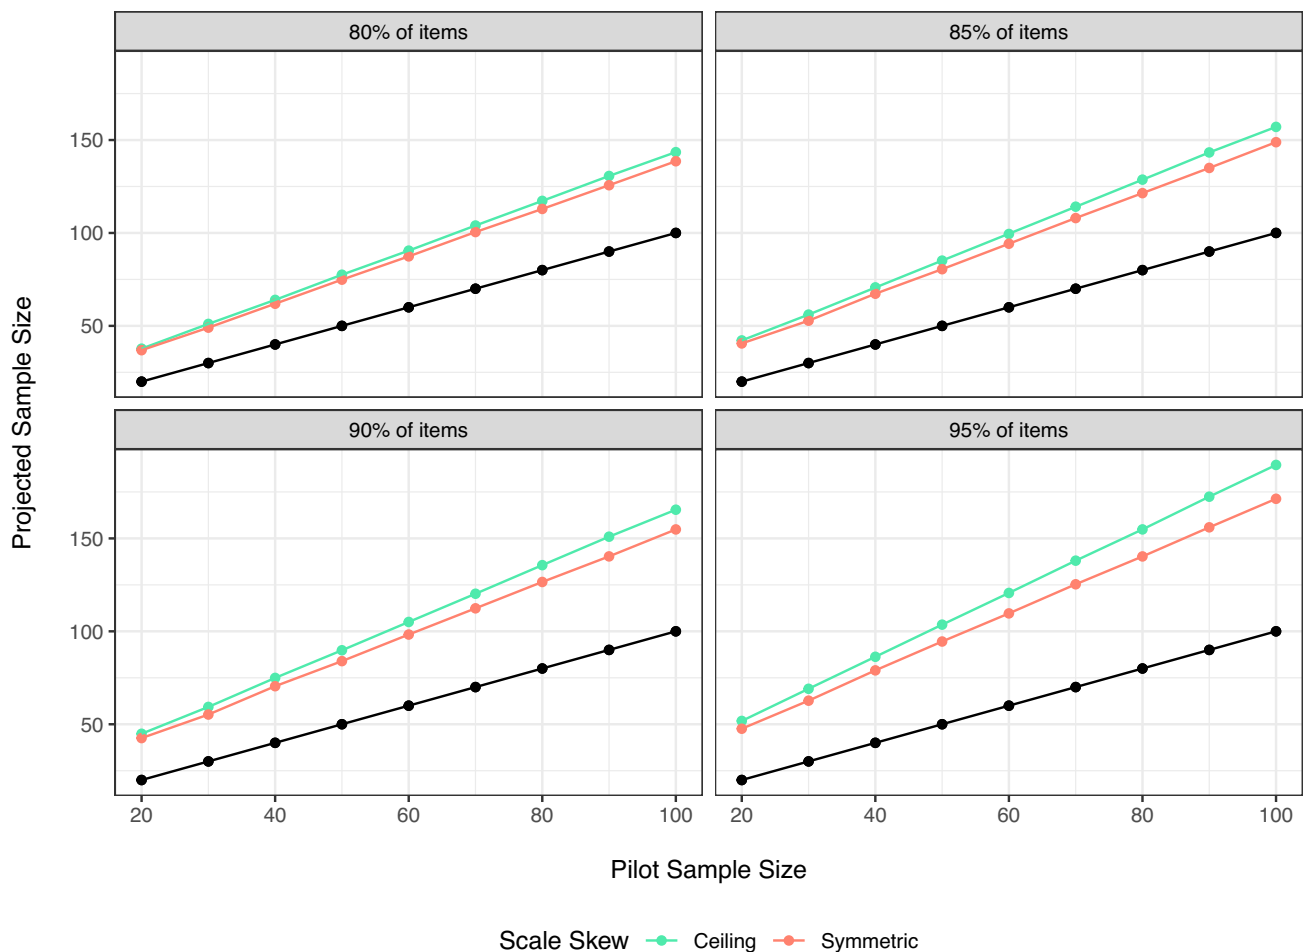 80% of items
85% of items
150
100
50
90% of items
95% of items
150
100
50
20
40
60
80
100
20
40
60
80
100
Projected Sample Size
Pilot Sample Size
Scale Skew Ceiling Symmetric